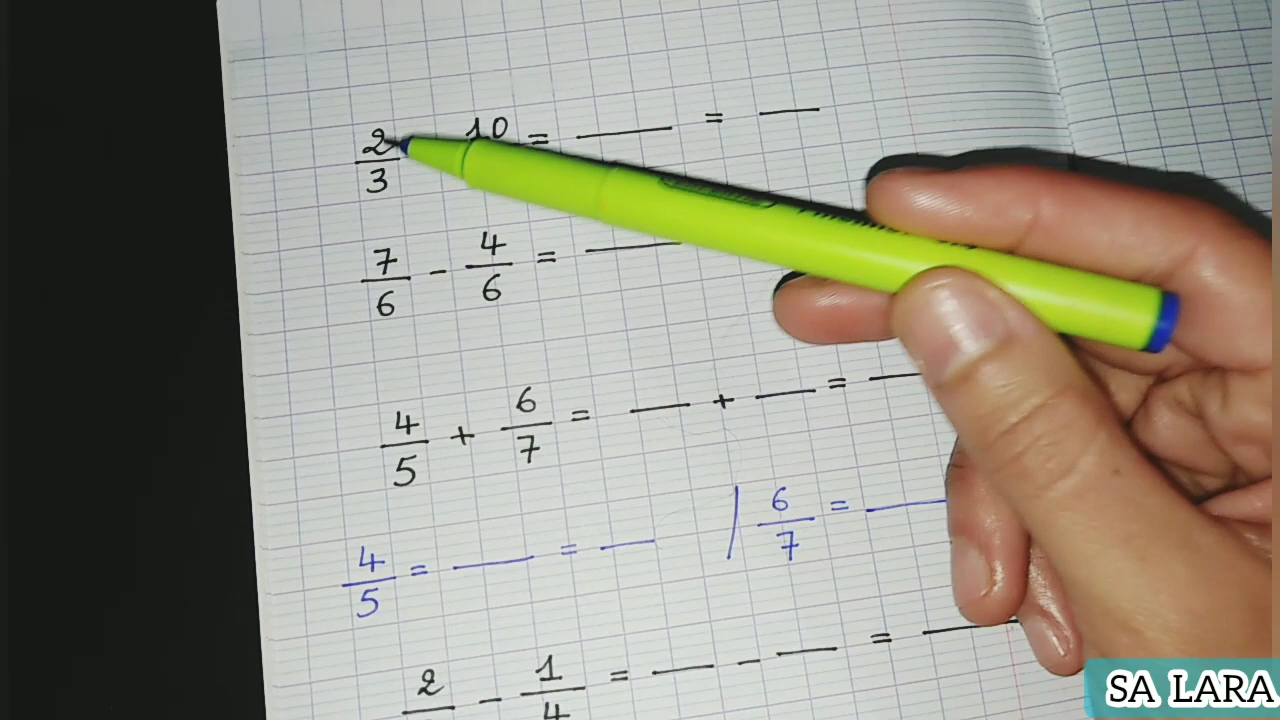 2/3 10 = ___ = ___
7/6 - 4/6 = ___
4/5 + 6/7 = ___ + ___ = ___
4/5 = ___ = ___ | 6/7 = ___
2 - 1/4 = ___ - ___ = ___
SA LARA